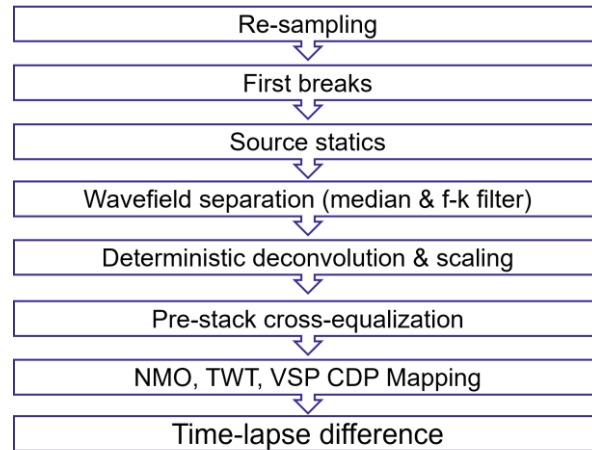 Re-sampling
First breaks
Source statics
Wavefield separation (median & f-k filter)
Deterministic deconvolution & scaling
Pre-stack cross-equalization
NMO, TWT, VSP CDP Mapping
Time-lapse difference